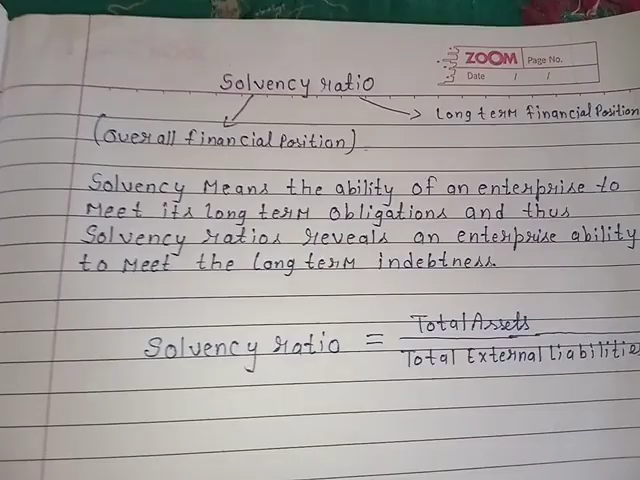 ZOOM Page No.
Date / /
Solvency ratio
Long term financial Position
(overall financial Position)
Solvency Means the ability of an enterprise to
Meet its long term obligations and thus
Solvency ratios reveals an enterprise ability
to Meet the long term indebtness.
Solvency ratio = Total Assets
Total External Liabilities